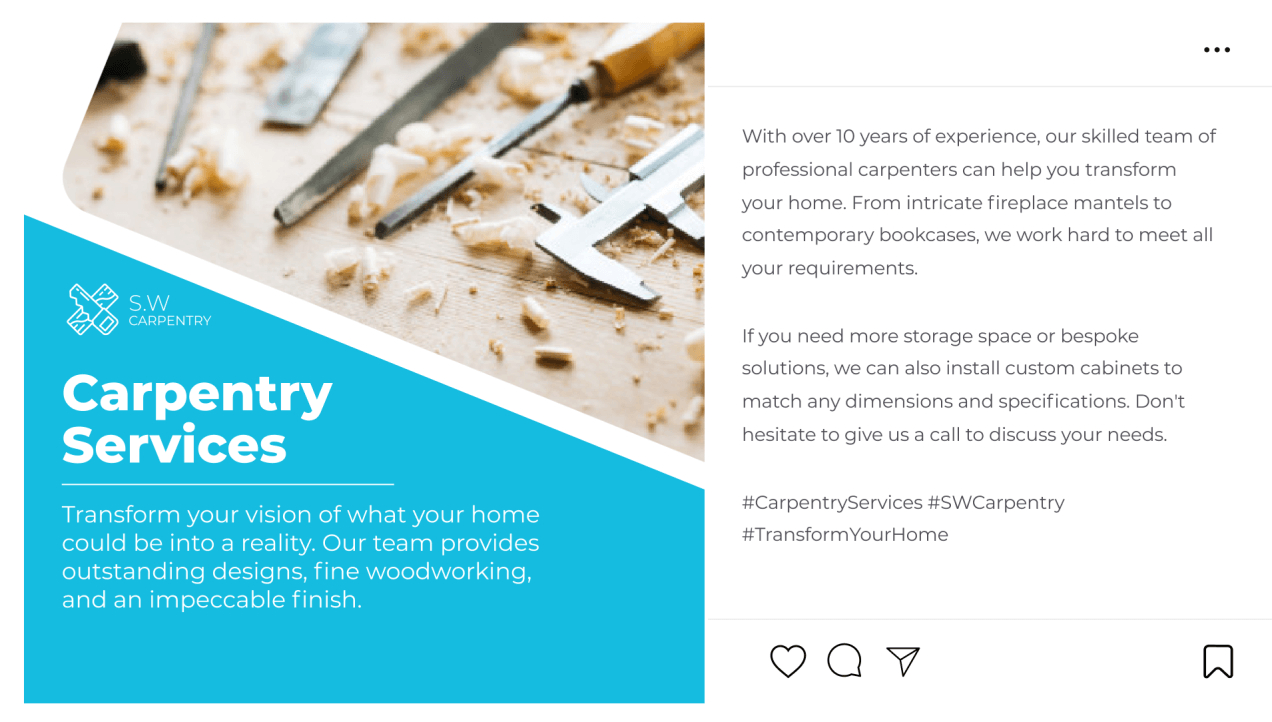 S.W
CARPENTRY
Carpentry
Services
Transform your vision of what your home
could be into a reality. Our team provides
outstanding designs, fine woodworking,
and an impeccable finish.
With over 10 years of experience, our skilled team of
professional carpenters can help you transform
your home. From intricate fireplace mantels to
contemporary bookcases, we work hard to meet all
your requirements.
If you need more storage space or bespoke
solutions, we can also install custom cabinets to
match any dimensions and specifications. Don't
hesitate to give us a call to discuss your needs.
#CarpentryServices #SWCarpentry
#TransformYourHome